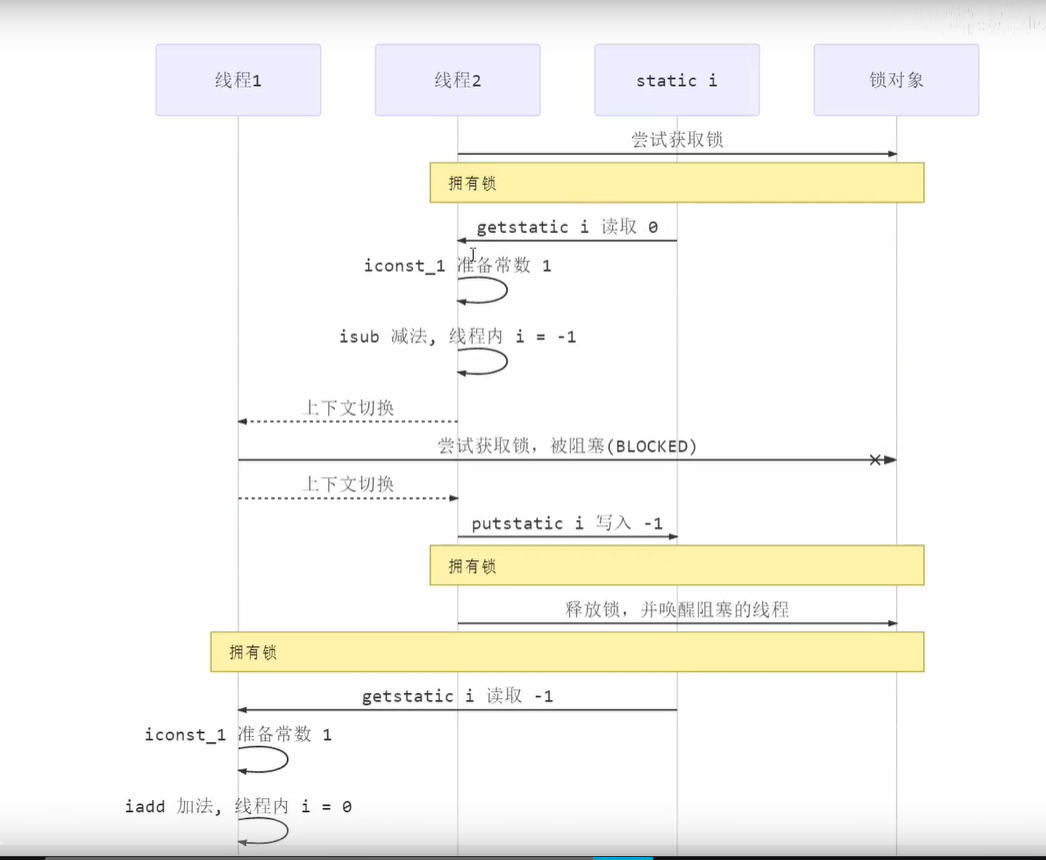 线程1
线程2
static i
锁对象
尝试获取锁
拥有锁
getstatic i 读取 0
iconst_1 准备常数 1
isub 减法, 线程内 i = -1
上下文切换
尝试获取锁, 被阻塞(BLOCKED)
上下文切换
putstatic i 写入 -1
拥有锁
释放锁, 并唤醒阻塞的线程
拥有锁
getstatic i 读取 -1
iconst_1 准备常数 1
iadd 加法, 线程内 i = 0